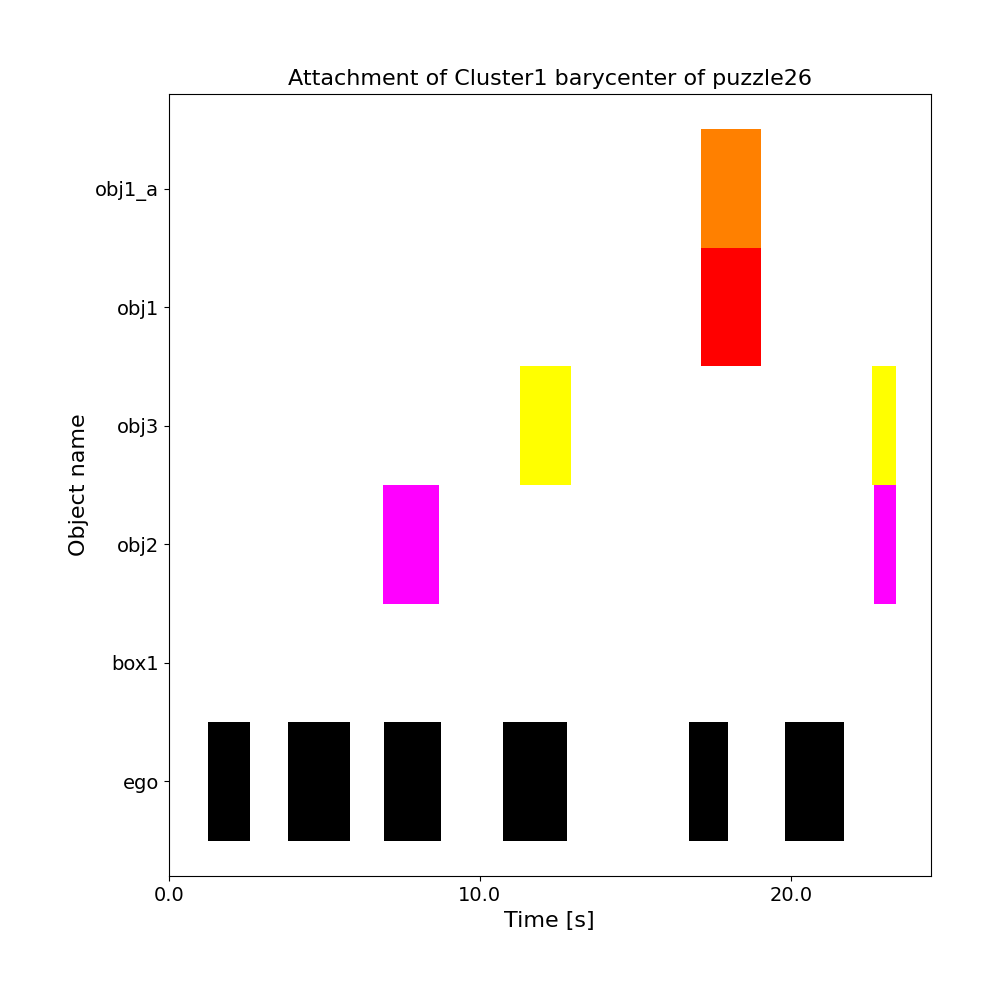 Attachment of Cluster1 barycenter of puzzle26
obj1_a
obj1
obj3
obj2
box1
ego
Object name
0.0 10.0 20.0
Time [s]